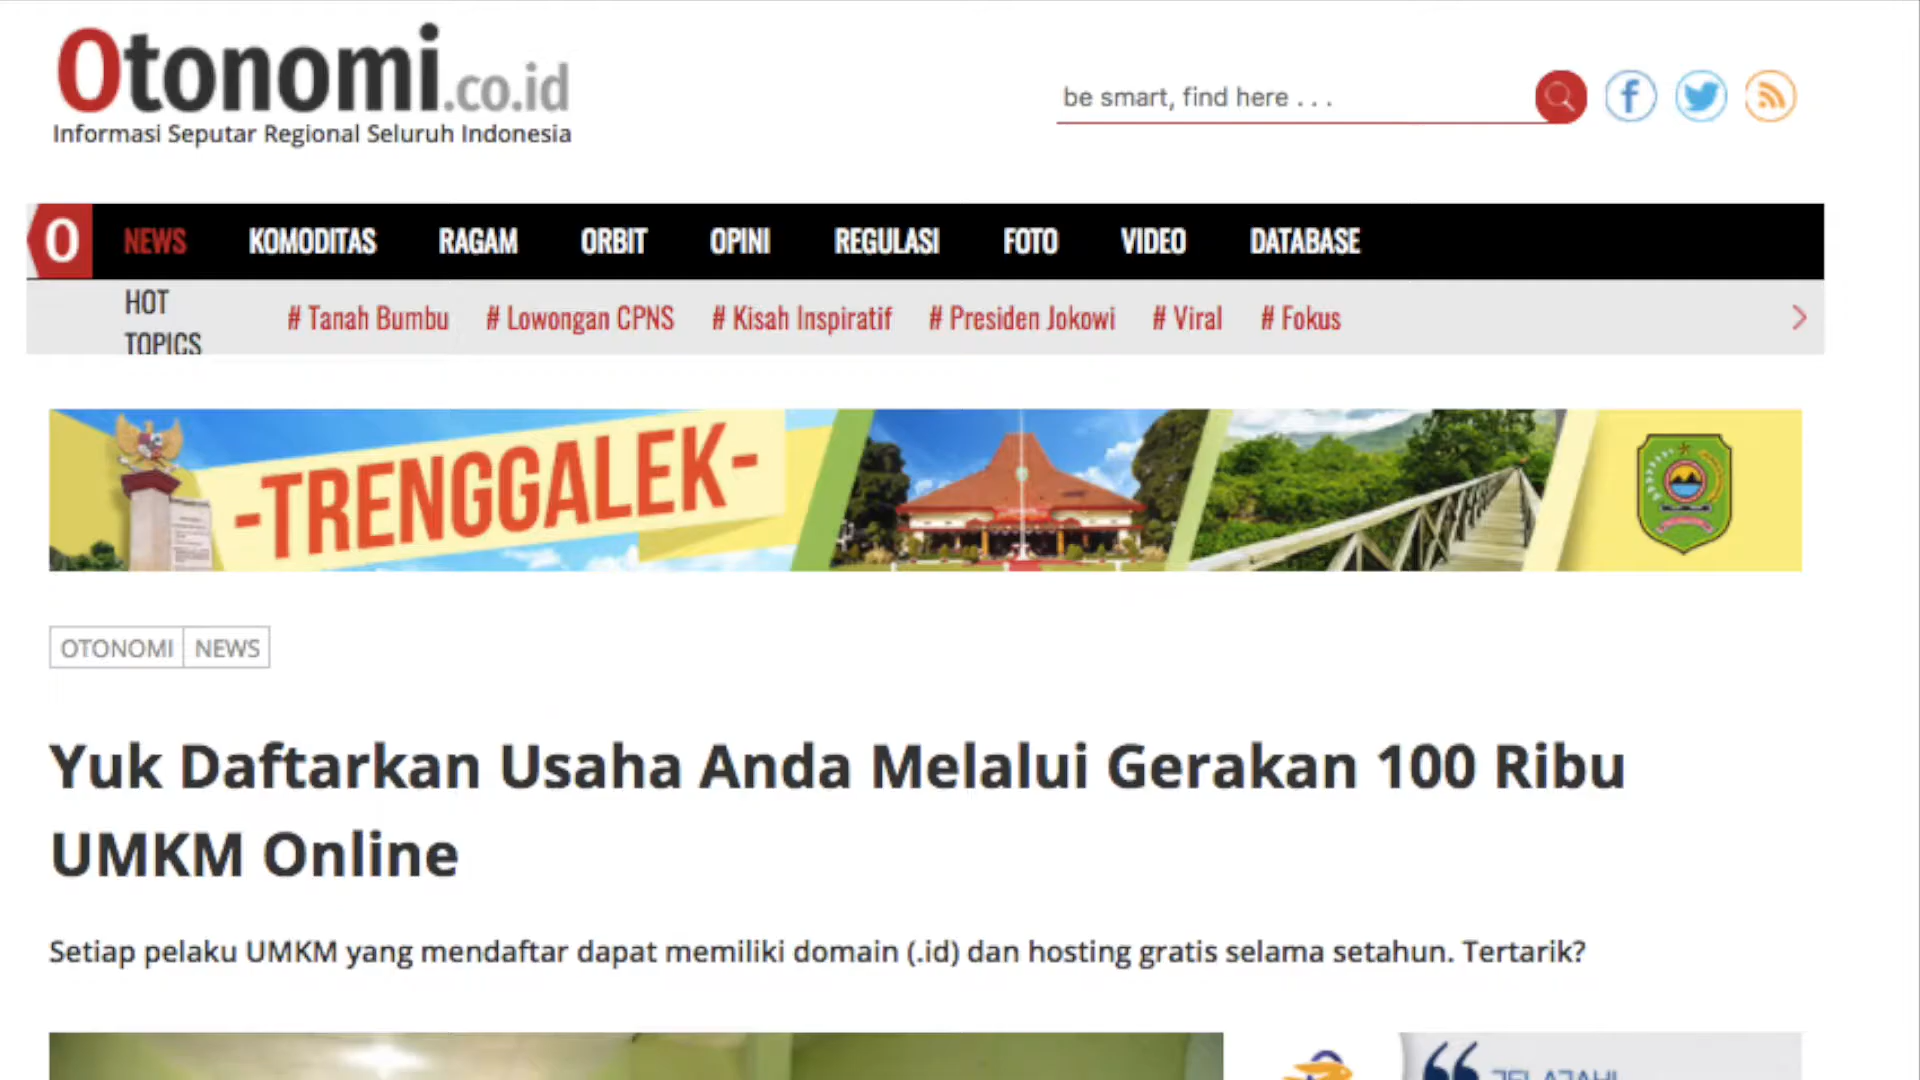 Otonomi.co.id
Informasi Seputar Regional Seluruh Indonesia
be smart, find here . . .
O NEWS KOMODITAS RAGAM ORBIT OPINI REGULASI FOTO VIDEO DATABASE
HOT TOPICS # Tanah Bumbu # Lowongan CPNS # Kisah Inspiratif # Presiden Jokowi # Viral # Fokus
-TRENGGALEK-
OTONOMI NEWS
Yuk Daftarkan Usaha Anda Melalui Gerakan 100 Ribu
UMKM Online
Setiap pelaku UMKM yang mendaftar dapat memiliki domain (.id) dan hosting gratis selama setahun. Tertarik?